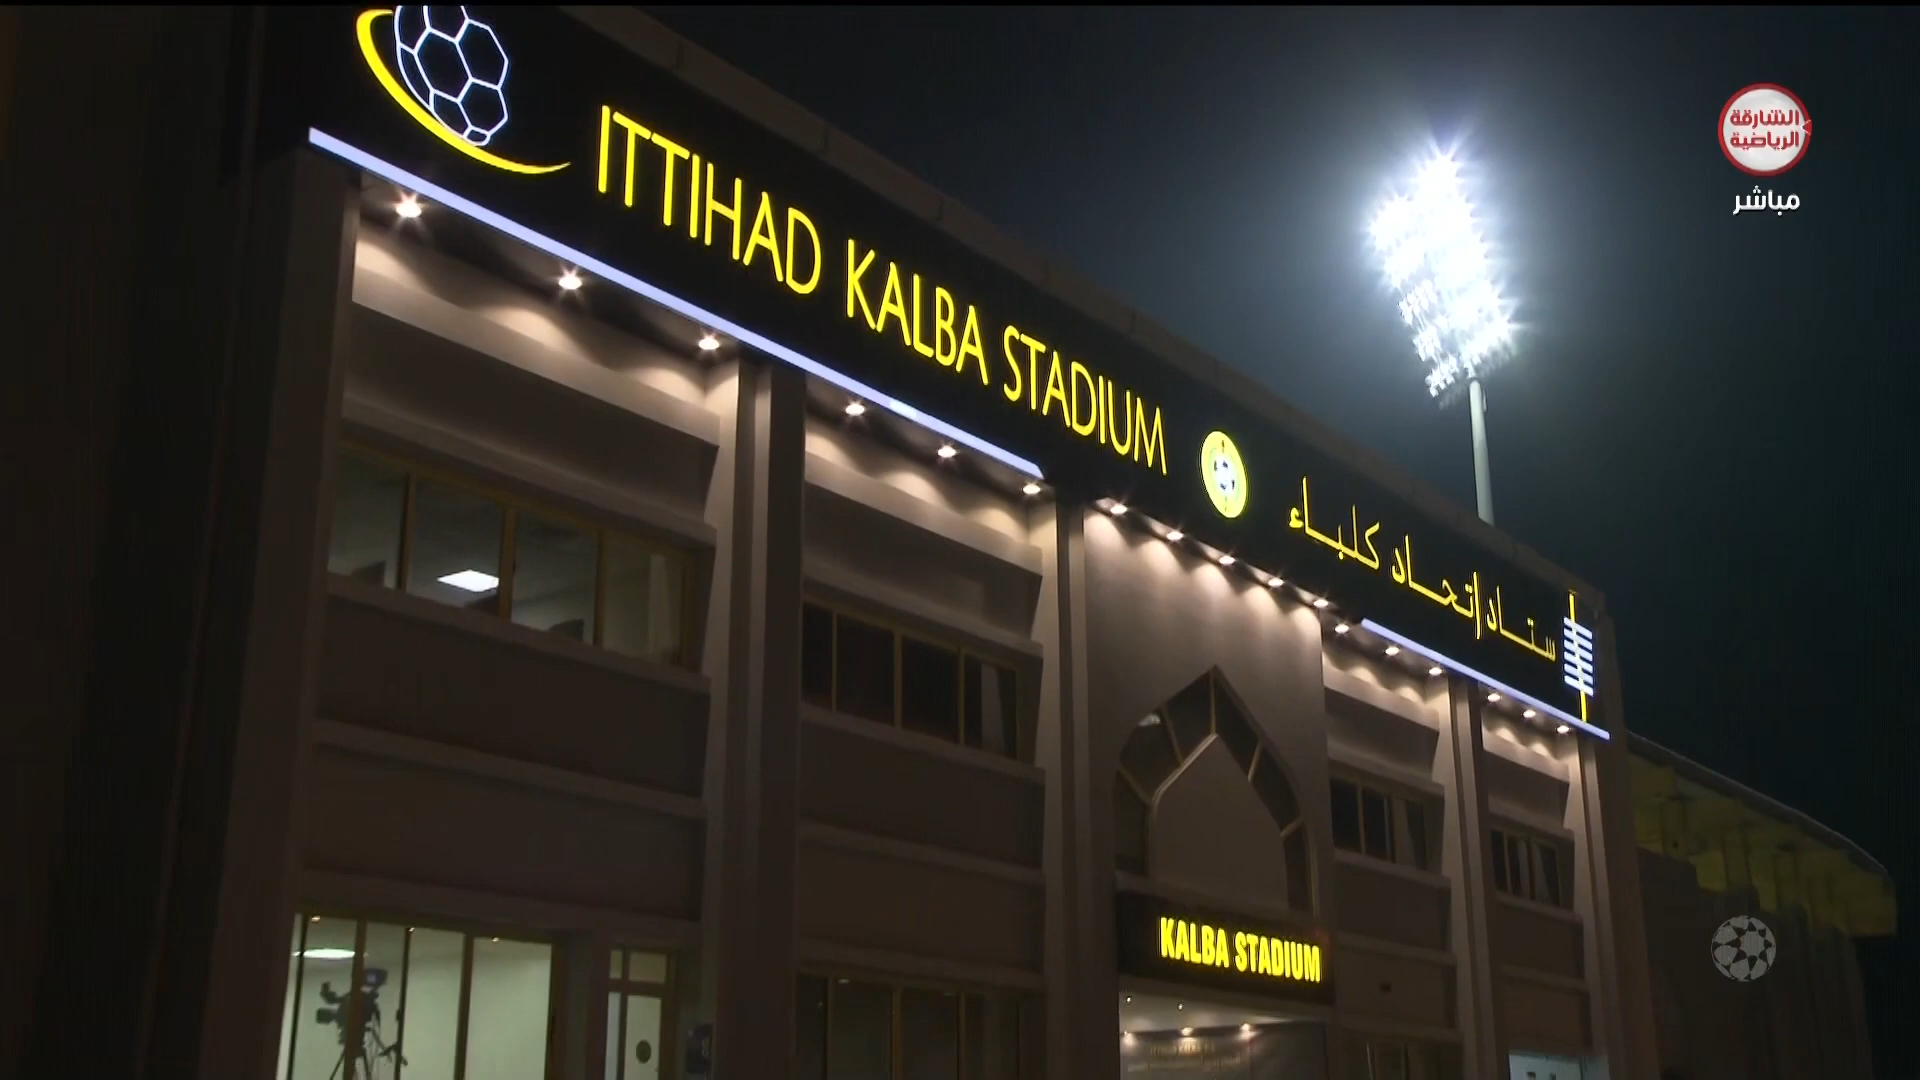 ITTIHAD KALBA STADIUM
ستاد إتحاد كلباء
KALBA STADIUM
الشارقة
الرياضية
مباشر